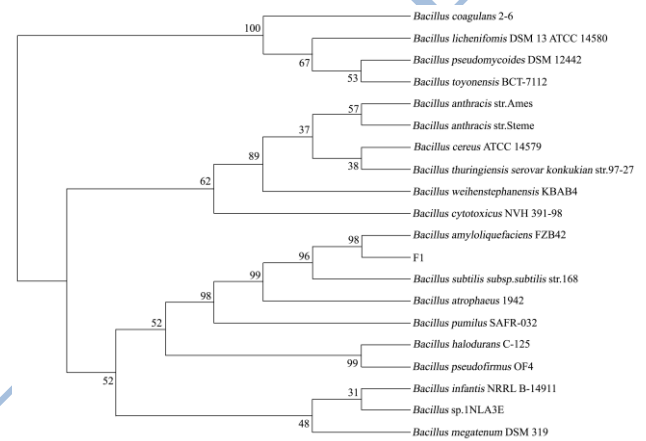 Bacillus coagulans 2-6
100
Bacillus lichenifomis DSM 13 ATCC 14580
67
Bacillus pseudomycoides DSM 12442
53
Bacillus toyonensis BCT-7112
Bacillus anthracis str.Ames
57
Bacillus anthracis str.Steme
37
Bacillus cereus ATCC 14579
89
38
Bacillus thuringiensis serovar konkukian str.97-27
62
Bacillus weihenstephanensis KBAB4
Bacillus cytotoxicus NVH 391-98
Bacillus amyloliquefaciens FZB42
98
F1
96
Bacillus subtilis subsp.subtilis str.168
99
Bacillus atrophaeus 1942
98
Bacillus pumilus SAFR-032
52
Bacillus halodurans C-125
99
Bacillus pseudofirmus OF4
52
Bacillus infantis NRRL B-14911
31
Bacillus sp.1NLA3E
48
Bacillus megatenum DSM 319